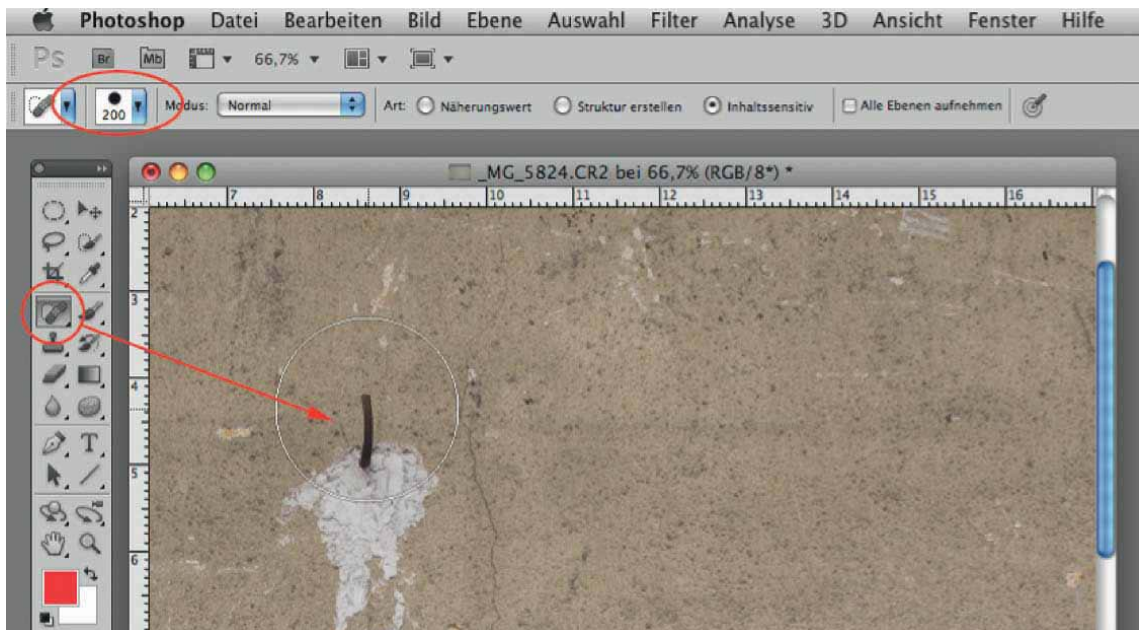 Photoshop Datei Bearbeiten Bild Ebene Auswahl Filter Analyse 3D Ansicht Fenster Hilfe
Ps Br Mb 66,7%
200 Modus: Normal Art: Näherungswert Struktur erstellen Inhaltssensitiv Alle Ebenen aufnehmen
_MG_5824.CR2 bei 66,7% (RGB/8*) *
7 8 9 10 11 12 13 14 15 16
2
3
4
5
6
T